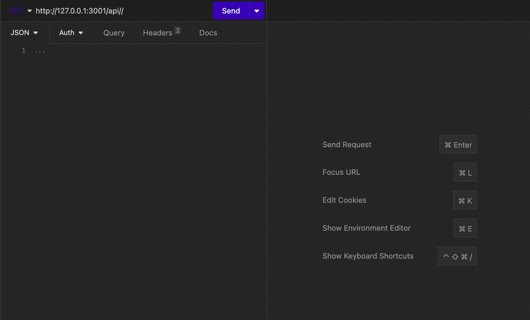 http://127.0.0.1:3001/api//
Send
JSON
Auth
Query
Headers 2
Docs
1 ...
Send Request ⌘ Enter
Focus URL ⌘ L
Edit Cookies ⌘ K
Show Environment Editor ⌘ E
Show Keyboard Shortcuts ^ ⇧ ⌘ /